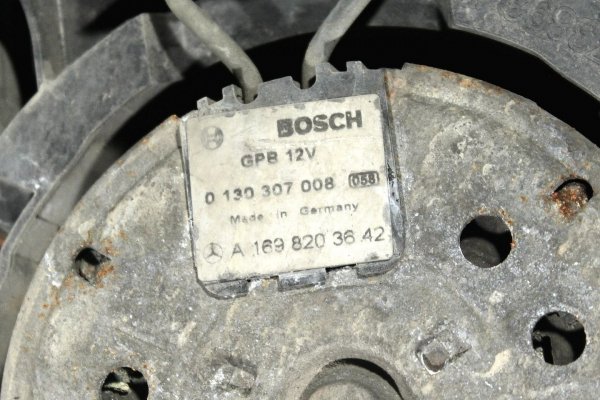 BOSCH
GPB 12V
0 130 307 008 058
Made in Germany
A 169 820 36 42